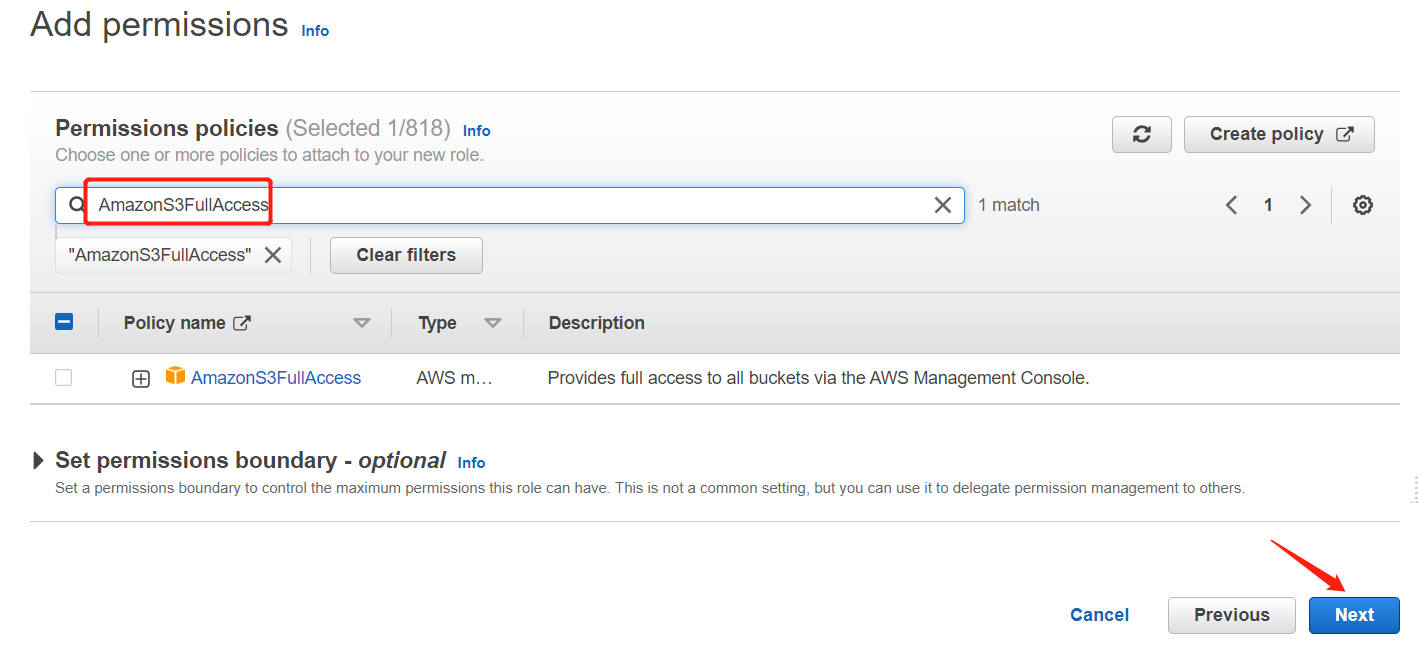 Add permissions Info
Permissions policies (Selected 1/818) Info
Create policy
Choose one or more policies to attach to your new role.
AmazonS3FullAccess
1 match
1
"AmazonS3FullAccess"
Clear filters
Policy name Type Description
AmazonS3FullAccess AWS m... Provides full access to all buckets via the AWS Management Console.
Set permissions boundary - optional Info
Set a permissions boundary to control the maximum permissions this role can have. This is not a common setting, but you can use it to delegate permission management to others.
Cancel Previous Next